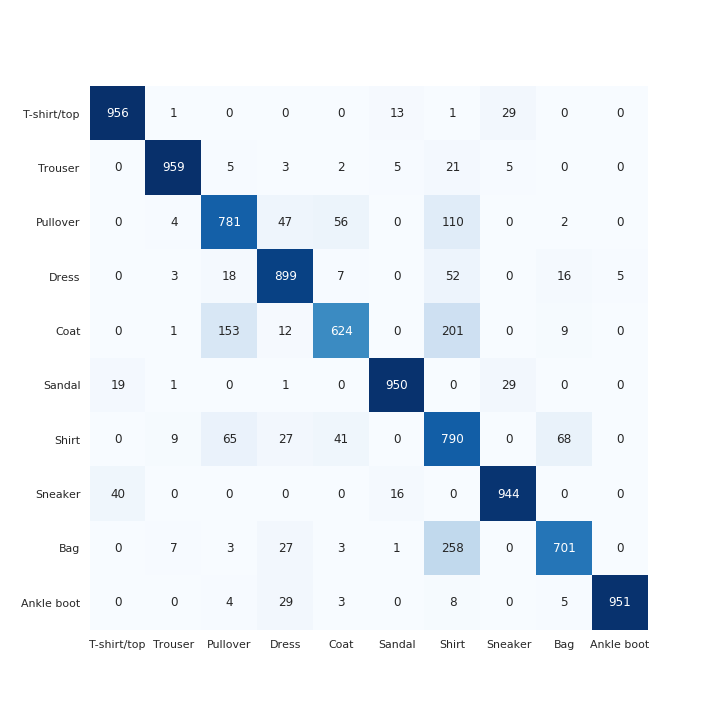 T-shirt/top 956 1 0 0 0 13 1 29 0 0
Trouser 0 959 5 3 2 5 21 5 0 0
Pullover 0 4 781 47 56 0 110 0 2 0
Dress 0 3 18 899 7 0 52 0 16 5
Coat 0 1 153 12 624 0 201 0 9 0
Sandal 19 1 0 1 0 950 0 29 0 0
Shirt 0 9 65 27 41 0 790 0 68 0
Sneaker 40 0 0 0 0 16 0 944 0 0
Bag 0 7 3 27 3 1 258 0 701 0
Ankle boot 0 0 4 29 3 0 8 0 5 951
T-shirt/top Trouser Pullover Dress Coat Sandal Shirt Sneaker Bag Ankle boot